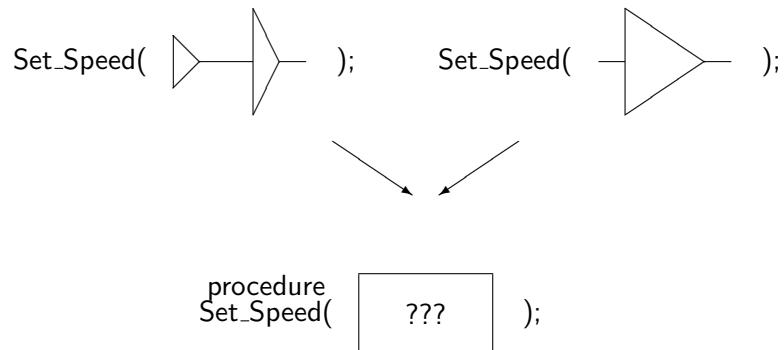 Set_Speed( ); Set_Speed( );
procedure
Set_Speed( ??? );